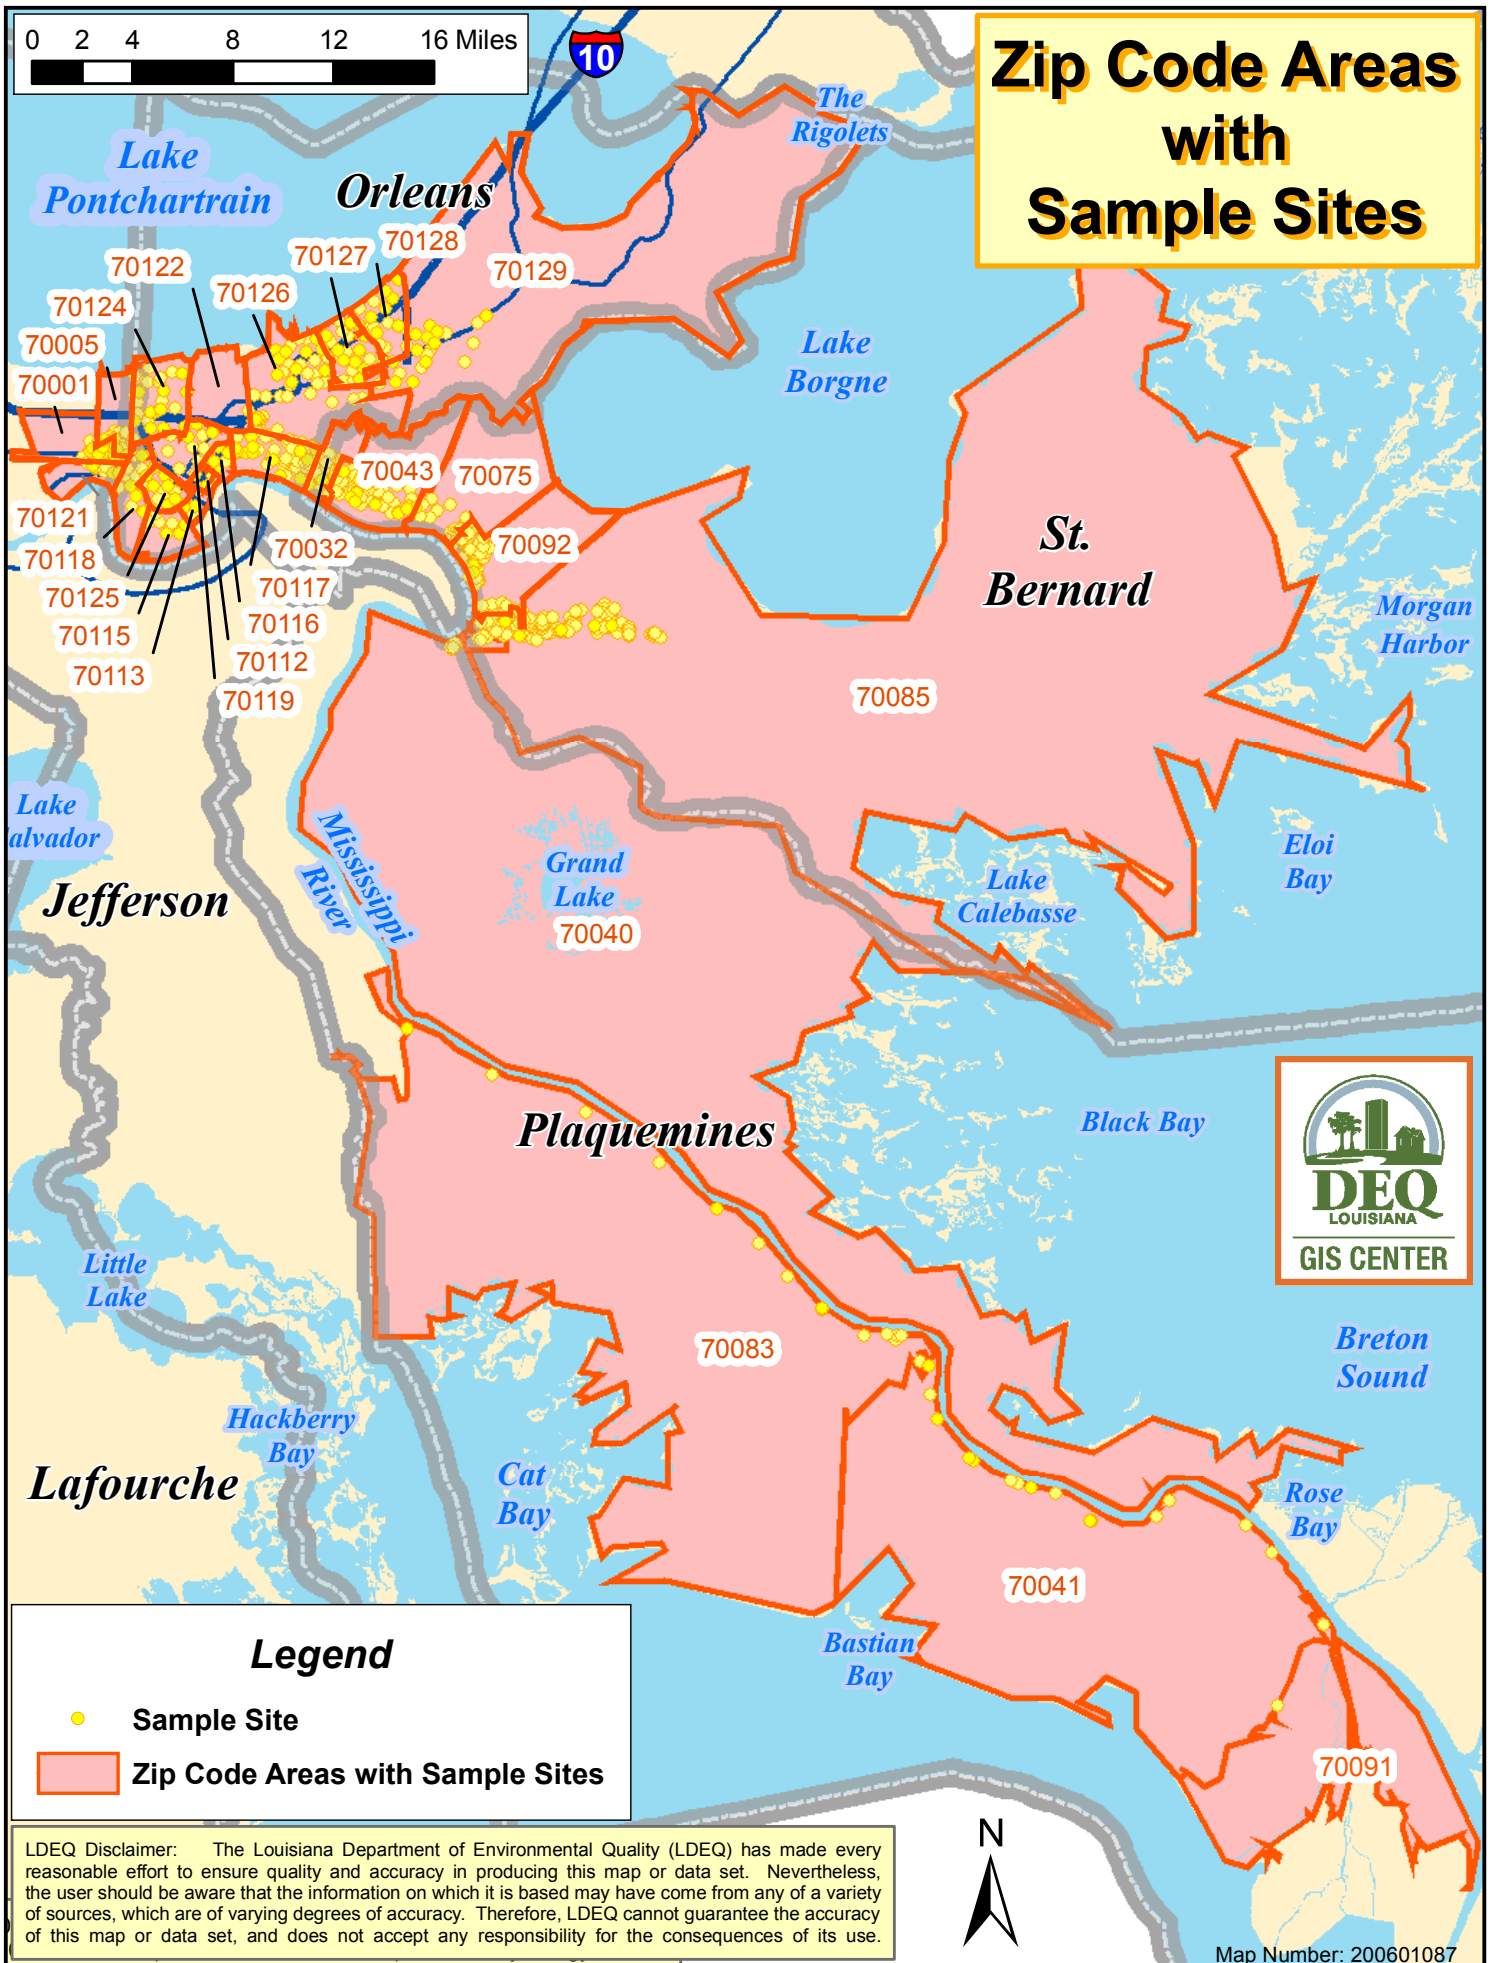 0 2 4 8 12 16 Miles
10
Zip Code Areas
with
Sample Sites
The
Rigolets
Lake
Pontchartrain
Orleans
70128
70127
70122
70129
70126
70124
70005
70001
Lake
Borgne
70043
70075
70121
70092
70032
70118
70117
70125
70116
70115
70112
70113
70119
St.
Bernard
Morgan
Harbor
70085
Lake
alvador
Mississippi
River
Grand
Lake
70040
Eloi
Bay
Lake
Calebasse
Jefferson
Plaquemines
Black Bay
DEQ
LOUISIANA
GIS CENTER
Little
Lake
70083
Breton
Sound
Hackberry
Bay
Lafourche
Cat
Bay
Rose
Bay
70041
Bastian
Bay
70091
Legend
Sample Site
Zip Code Areas with Sample Sites
LDEQ Disclaimer: The Louisiana Department of Environmental Quality (LDEQ) has made every
reasonable effort to ensure quality and accuracy in producing this map or data set. Nevertheless,
the user should be aware that the information on which it is based may have come from any of a variety
of sources, which are of varying degrees of accuracy. Therefore, LDEQ cannot guarantee the accuracy
of this map or data set, and does not accept any responsibility for the consequences of its use.
N
Map Number: 200601087